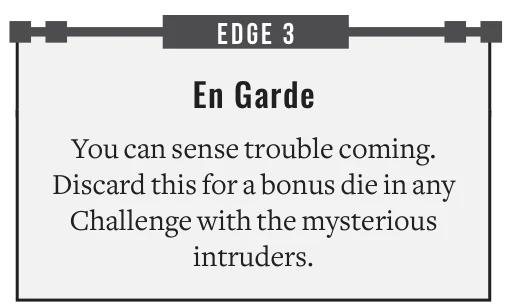 EDGE 3
En Garde
You can sense trouble coming.
Discard this for a bonus die in any
Challenge with the mysterious
intruders.